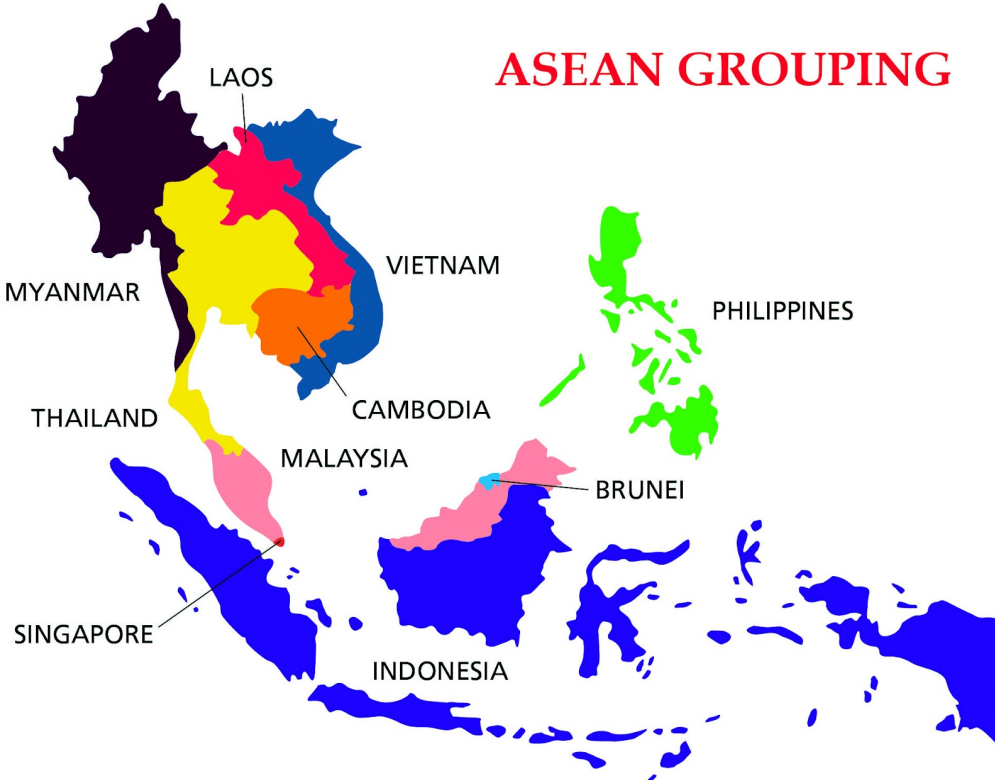 ASEAN GROUPING
LAOS
VIETNAM
MYANMAR
PHILIPPINES
CAMBODIA
THAILAND
MALAYSIA
BRUNEI
SINGAPORE
INDONESIA